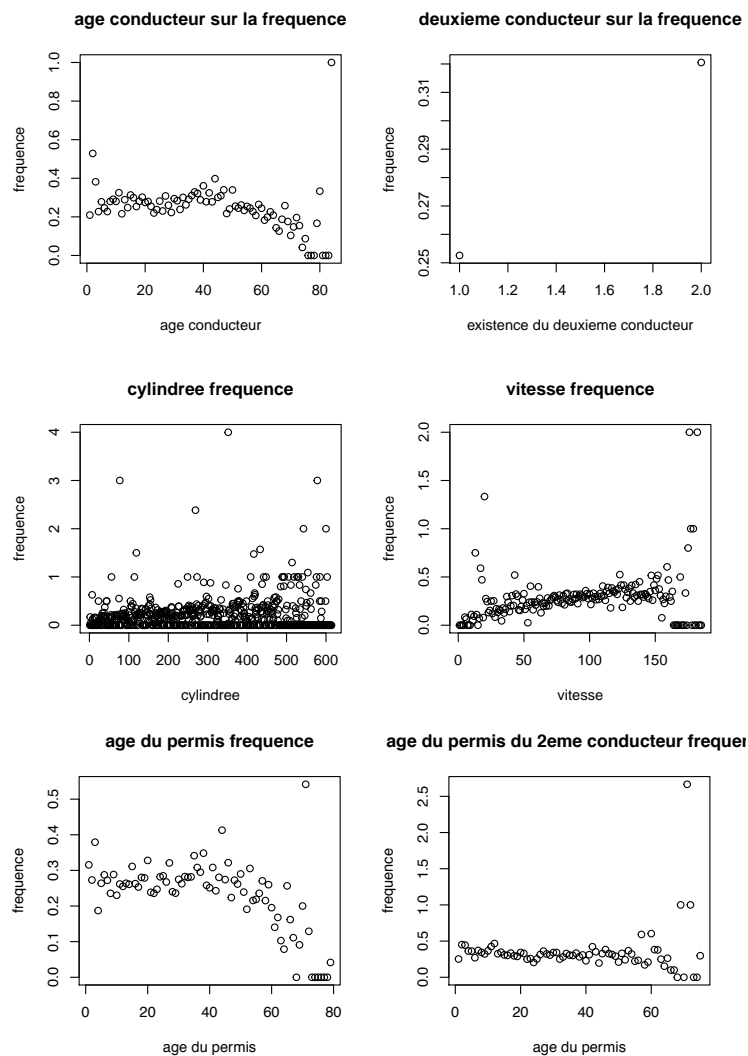 age conducteur sur la frequence
frequence
0.0 0.2 0.4 0.6 0.8 1.0
0 20 40 60 80
age conducteur
deuxieme conducteur sur la frequence
frequence
0.25 0.27 0.29 0.31
1.0 1.2 1.4 1.6 1.8 2.0
existence du deuxieme conducteur
cylindree frequence
frequence
0 1 2 3 4
0 100 200 300 400 500 600
cylindree
vitesse frequence
frequence
0.0 0.5 1.0 1.5 2.0
0 50 100 150
vitesse
age du permis frequence
frequence
0.0 0.1 0.2 0.3 0.4 0.5
0 20 40 60 80
age du permis
age du permis du 2eme conducteur frequen
frequence
0.0 0.5 1.0 1.5 2.0 2.5
0 20 40 60
age du permis